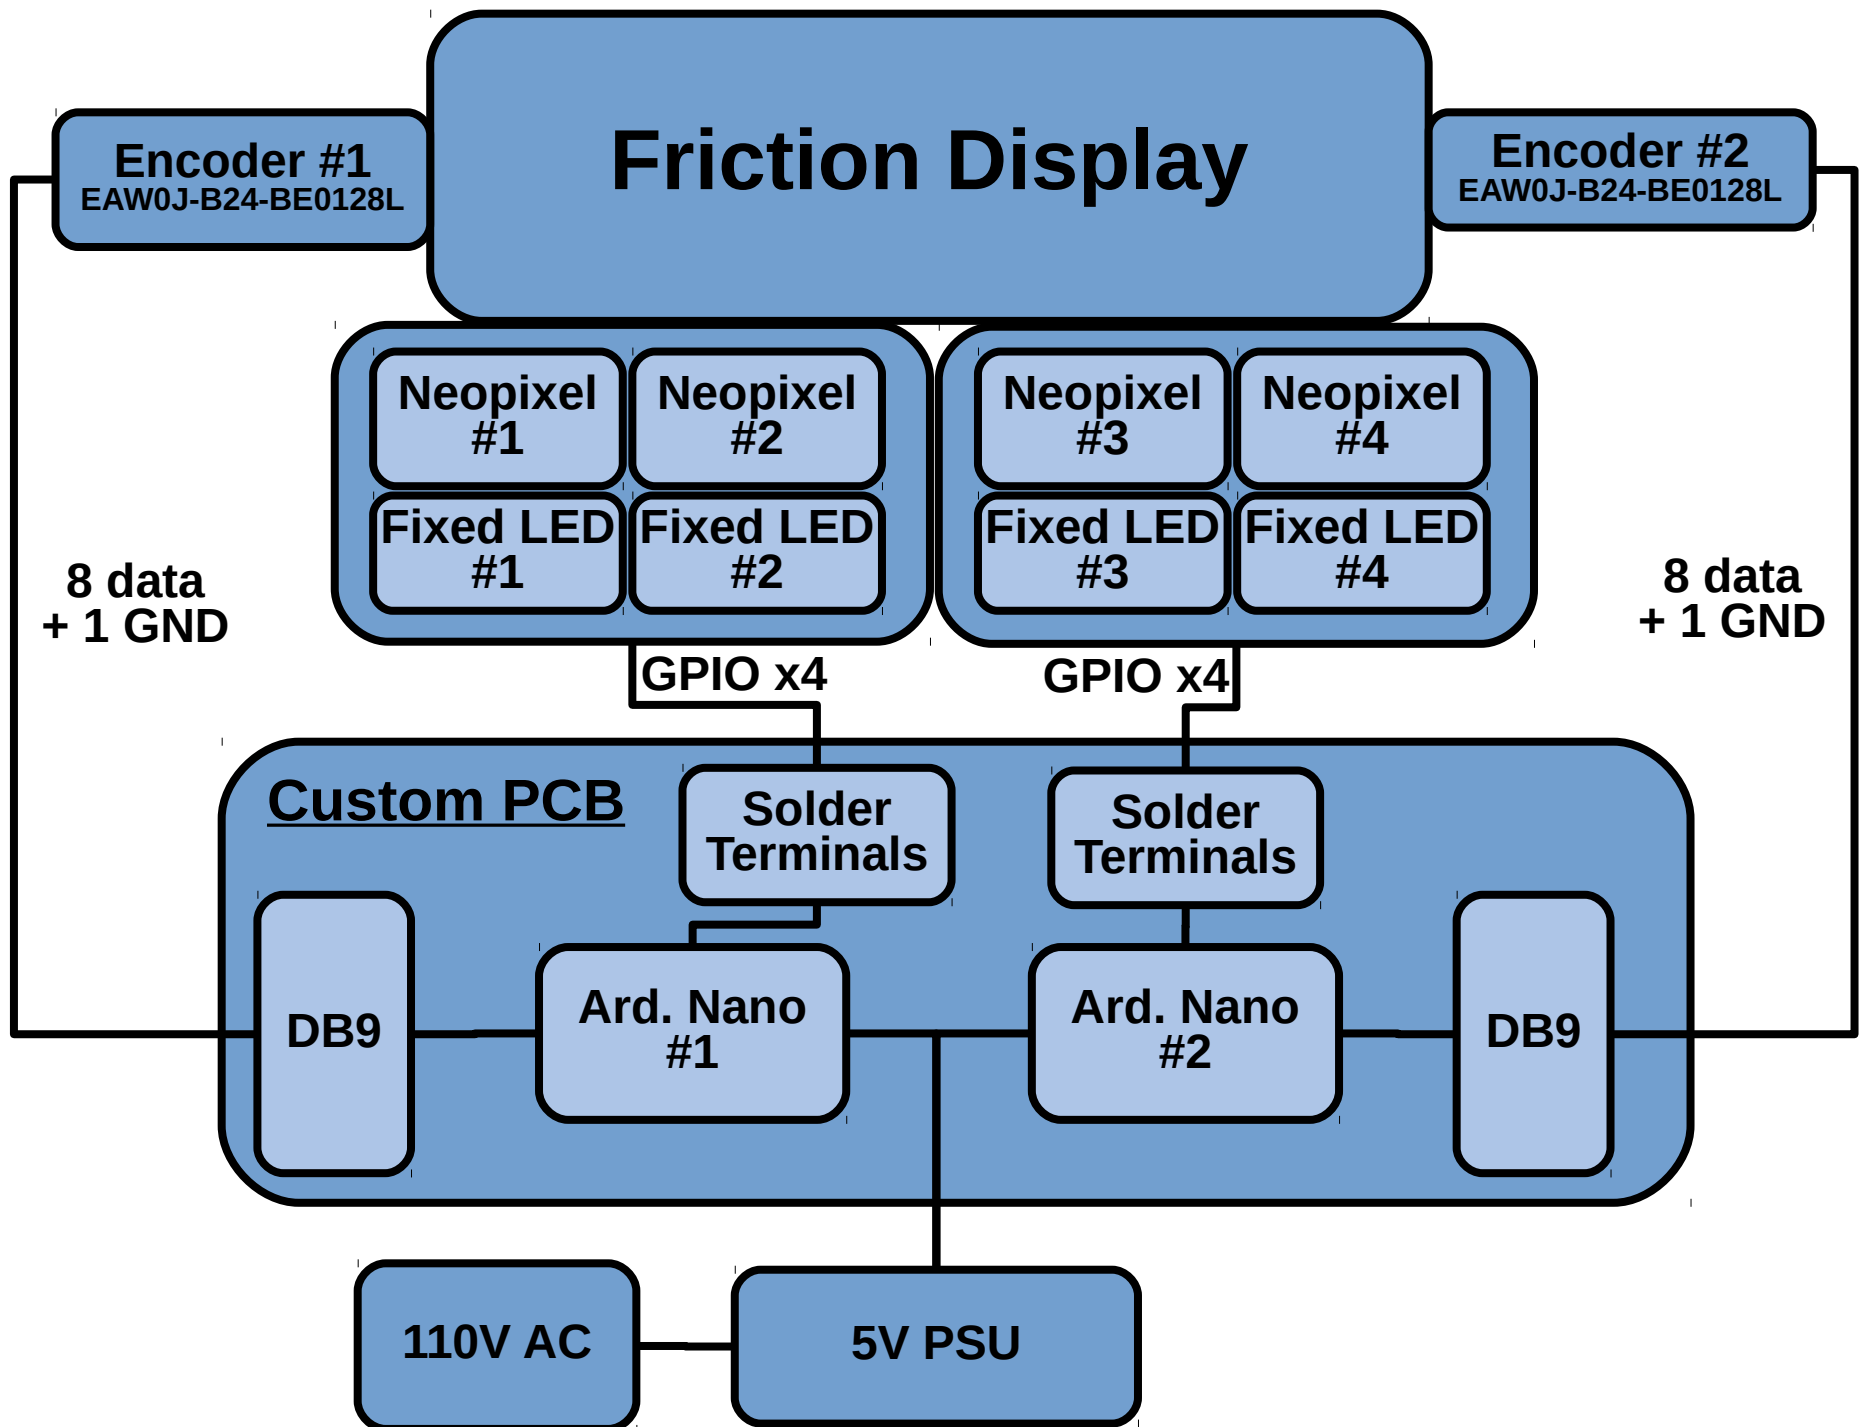 Friction Display
Encoder #1
EAW0J-B24-BE0128L
Encoder #2
EAW0J-B24-BE0128L
Neopixel
#1
Neopixel
#2
Neopixel
#3
Neopixel
#4
Fixed LED
#1
Fixed LED
#2
Fixed LED
#3
Fixed LED
#4
8 data
+ 1 GND
8 data
+ 1 GND
GPIO x4
GPIO x4
Custom PCB
Solder
Terminals
Solder
Terminals
DB9
Ard. Nano
#1
Ard. Nano
#2
DB9
110V AC
5V PSU